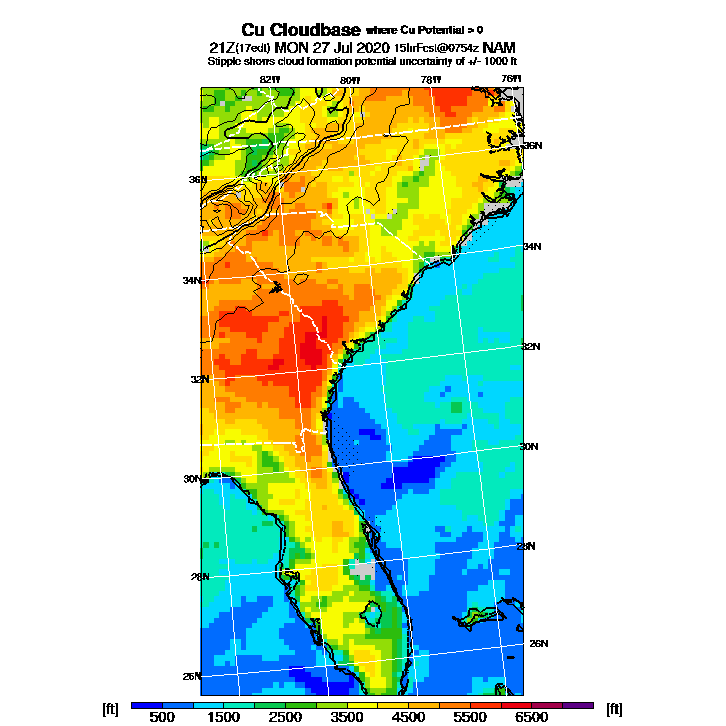 Cu Cloudbase where Cu Potential > 0
21Z(17edt) MON 27 Jul 2020 15hrFcst@0754z NAM
Stipple shows cloud formation potential uncertainty of +/- 1000 ft
82W 80W 78W 76W
36N
36N
34N
34N
32N
32N
30N
30N
28N
28N
26N
26N
[ft] 500 1500 2500 3500 4500 5500 6500 [ft]